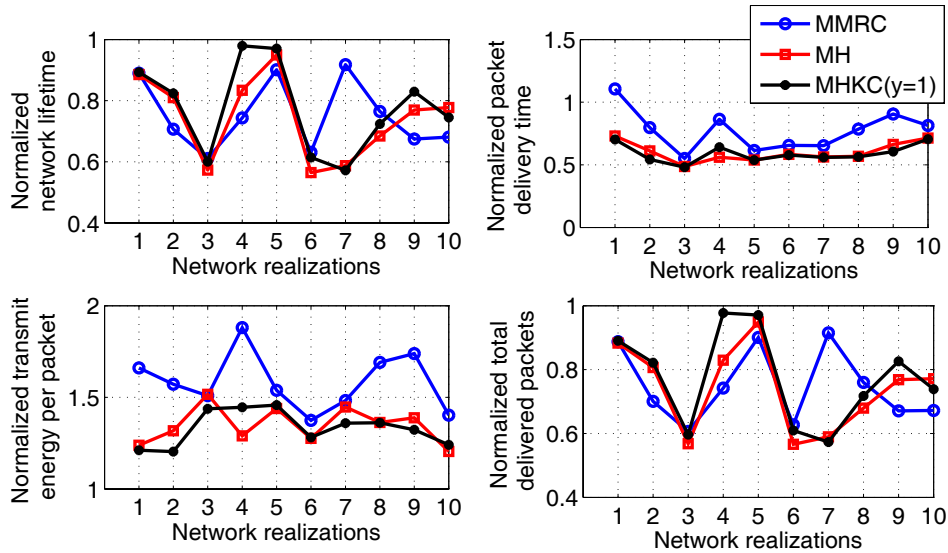 MMRC
MH
MHKC(y=1)
Normalized
network lifetime
1
0.8
0.6
0.4
1 2 3 4 5 6 7 8 9 10
Network realizations
Normalized packet
delivery time
1.5
1
0.5
0
1 2 3 4 5 6 7 8 9 10
Network realizations
Normalized transmit
energy per packet
2
1.5
1
1 2 3 4 5 6 7 8 9 10
Network realizations
Normalized total
delivered packets
1
0.8
0.6
0.4
1 2 3 4 5 6 7 8 9 10
Network realizations